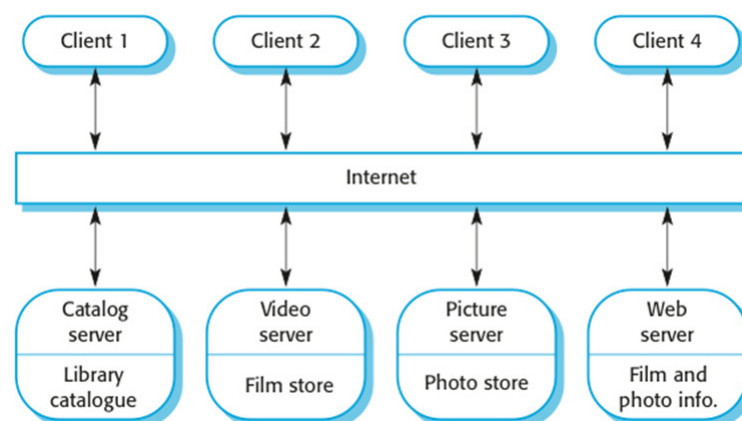 Client 1
Client 2
Client 3
Client 4
Internet
Catalog
server
Library
catalogue
Video
server
Film store
Picture
server
Photo store
Web
server
Film and
photo info.